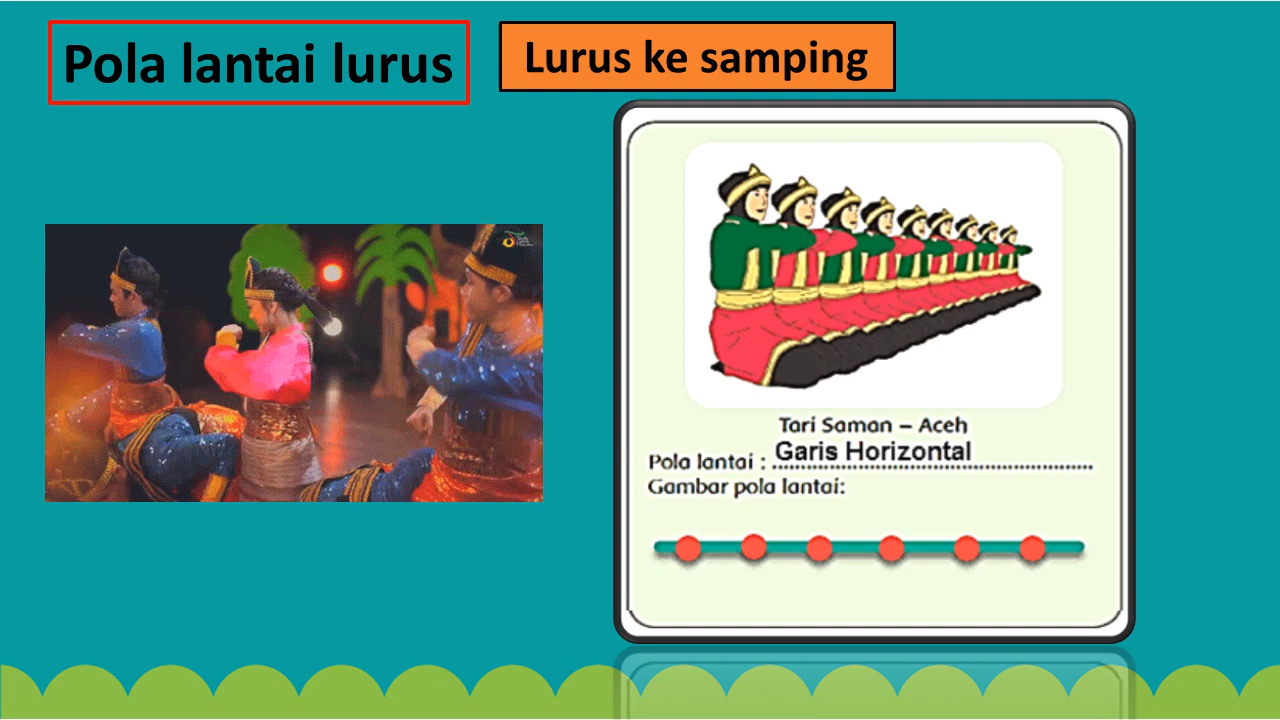 Pola lantai lurus
Lurus ke samping
Tari Saman – Aceh
Pola lantai : Garis Horizontal
Gambar pola lantai: